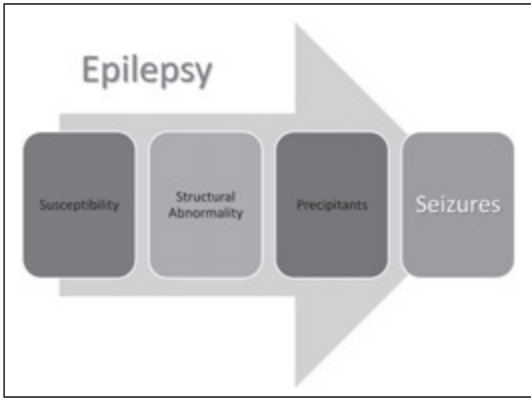 Epilepsy
Susceptibility
Structural
Abnormality
Precipitants
Seizures